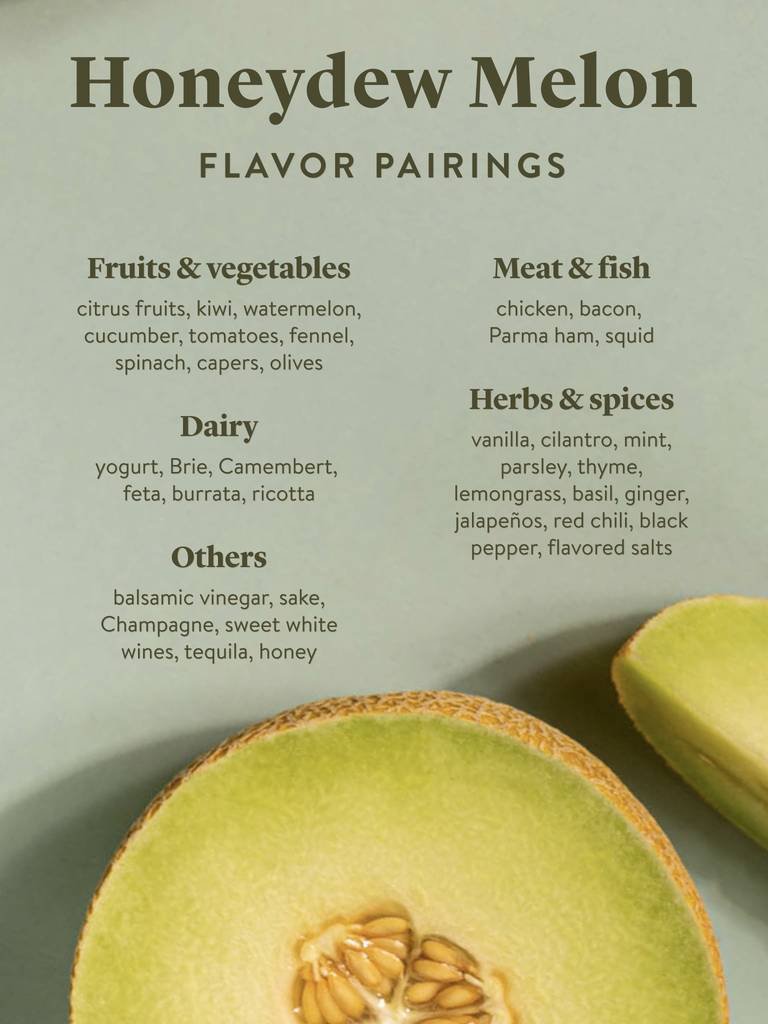 Honeydew Melon
FLAVOR PAIRINGS
Fruits & vegetables
citrus fruits, kiwi, watermelon,
cucumber, tomatoes, fennel,
spinach, capers, olives
Dairy
yogurt, Brie, Camembert,
feta, burrata, ricotta
Others
balsamic vinegar, sake,
Champagne, sweet white
wines, tequila, honey
Meat & fish
chicken, bacon,
Parma ham, squid
Herbs & spices
vanilla, cilantro, mint,
parsley, thyme,
lemongrass, basil, ginger,
jalapeños, red chili, black
pepper, flavored salts